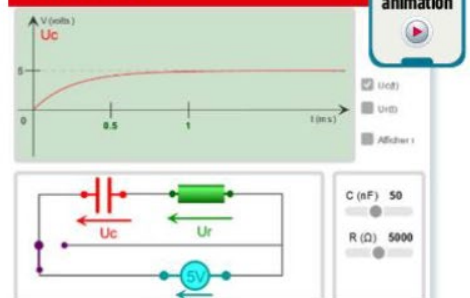 animation
V (volts)
Uc
5
Uc(t)
Ur(t)
0
0.5
1
t (ms)
Afficher
C (nF) 50
Uc
Ur
R (Ω) 5000
5V